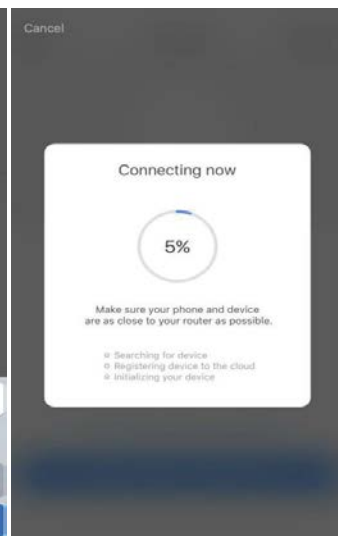 Cancel
Connecting now
5%
Make sure your phone and device
are as close to your router as possible.
Searching for device
Registering device to the cloud
Initializing your device